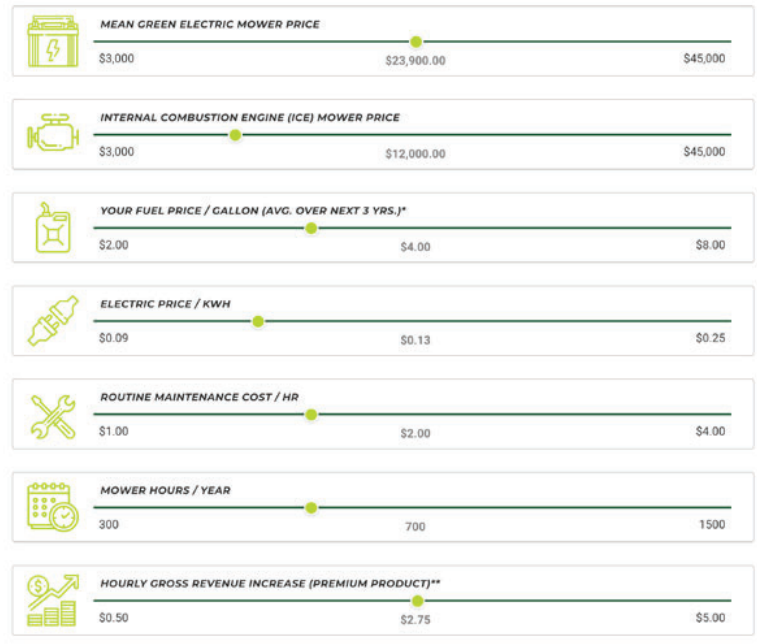 MEAN GREEN ELECTRIC MOWER PRICE
$3,000 $23,900.00 $45,000
INTERNAL COMBUSTION ENGINE (ICE) MOWER PRICE
$3,000 $12,000.00 $45,000
YOUR FUEL PRICE / GALLON (AVG. OVER NEXT 3 YRS.)*
$2.00 $4.00 $8.00
ELECTRIC PRICE / KWH
$0.09 $0.13 $0.25
ROUTINE MAINTENANCE COST / HR
$1.00 $2.00 $4.00
MOWER HOURS / YEAR
300 700 1500
HOURLY GROSS REVENUE INCREASE (PREMIUM PRODUCT)**
$0.50 $2.75 $5.00